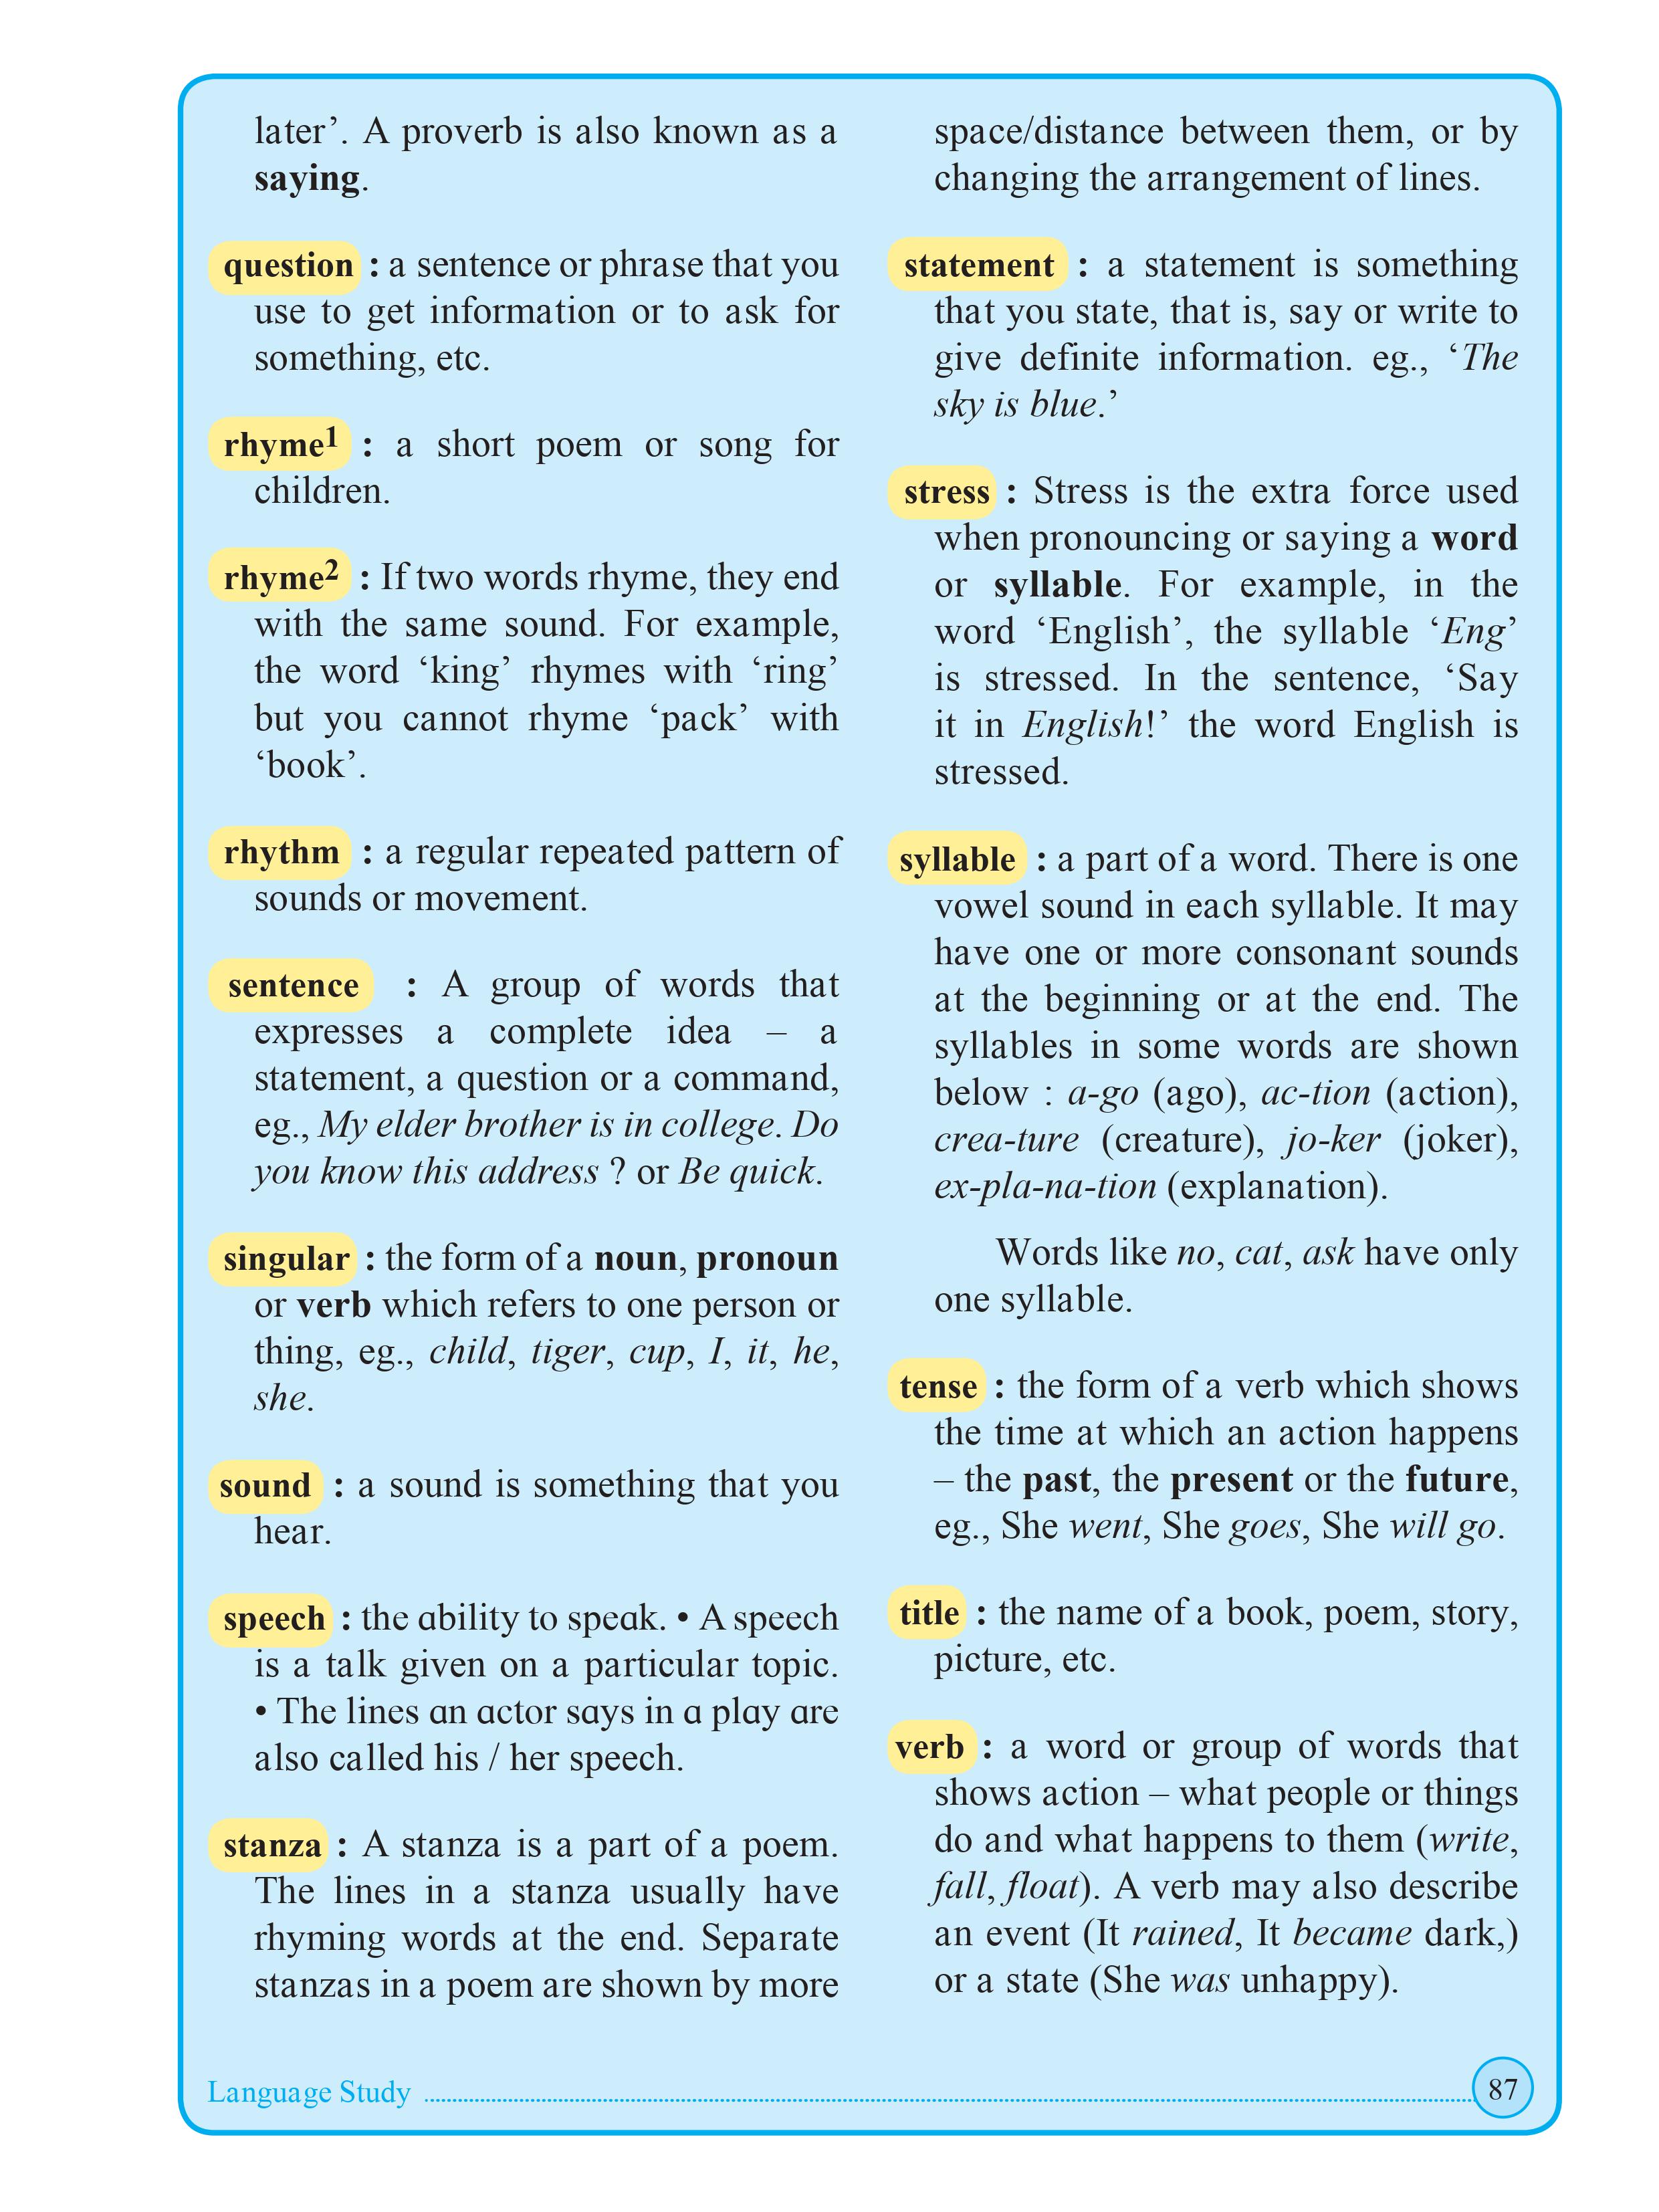 later’. A proverb is also known as a
saying.
question : a sentence or phrase that you
use to get information or to ask for
something, etc.
rhyme¹ : a short poem or song for
children.
rhyme² : If two words rhyme, they end
with the same sound. For example,
the word ‘king’ rhymes with ‘ring’
but you cannot rhyme ‘pack’ with
‘book’.
rhythm : a regular repeated pattern of
sounds or movement.
sentence : A group of words that
expresses a complete idea – a
statement, a question or a command,
eg., My elder brother is in college. Do
you know this address ? or Be quick.
singular : the form of a noun, pronoun
or verb which refers to one person or
thing, eg., child, tiger, cup, I, it, he,
she.
sound : a sound is something that you
hear.
speech : the ability to speak. • A speech
is a talk given on a particular topic.
• The lines an actor says in a play are
also called his / her speech.
stanza : A stanza is a part of a poem.
The lines in a stanza usually have
rhyming words at the end. Separate
stanzas in a poem are shown by more
space/distance between them, or by
changing the arrangement of lines.
statement : a statement is something
that you state, that is, say or write to
give definite information. eg., ‘The
sky is blue.’
stress : Stress is the extra force used
when pronouncing or saying a word
or syllable. For example, in the
word ‘English’, the syllable ‘Eng’
is stressed. In the sentence, ‘Say
it in English!’ the word English is
stressed.
syllable : a part of a word. There is one
vowel sound in each syllable. It may
have one or more consonant sounds
at the beginning or at the end. The
syllables in some words are shown
below : a-go (ago), ac-tion (action),
crea-ture (creature), jo-ker (joker),
ex-pla-na-tion (explanation).
Words like no, cat, ask have only
one syllable.
tense : the form of a verb which shows
the time at which an action happens
– the past, the present or the future,
eg., She went, She goes, She will go.
title : the name of a book, poem, story,
picture, etc.
verb : a word or group of words that
shows action – what people or things
do and what happens to them (write,
fall, float). A verb may also describe
an event (It rained, It became dark,)
or a state (She was unhappy).
Language Study
87